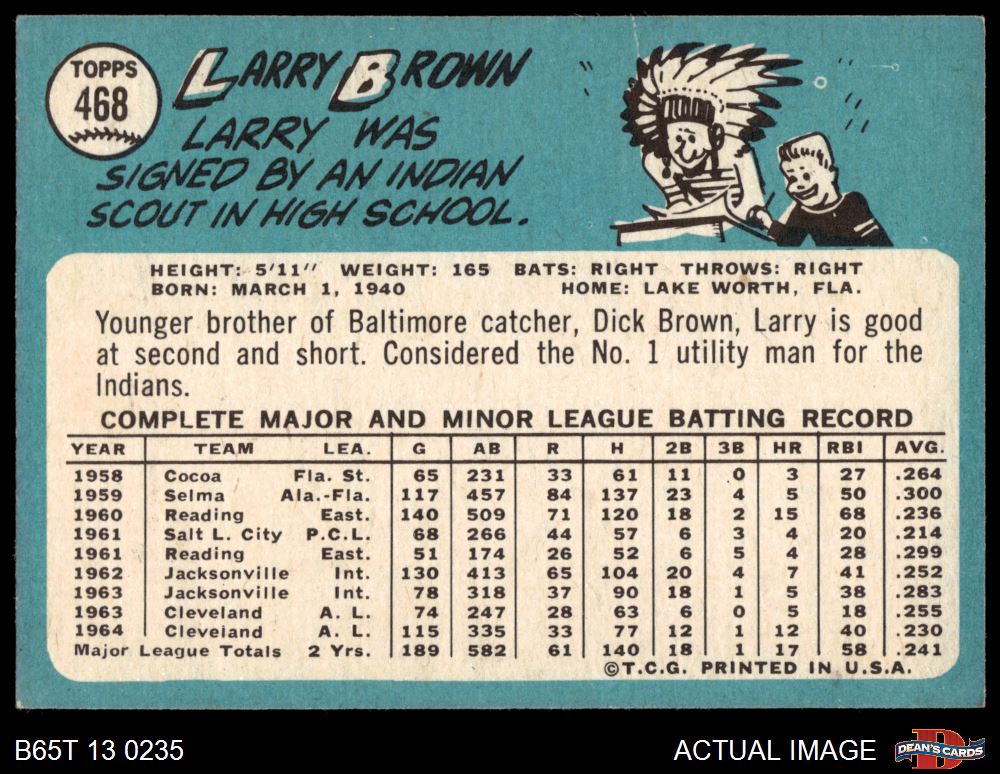 TOPPS
468
LARRY BROWN
LARRY WAS
SIGNED BY AN INDIAN
SCOUT IN HIGH SCHOOL.
HEIGHT: 5'11" WEIGHT: 165 BATS: RIGHT THROWS: RIGHT
BORN: MARCH 1, 1940 HOME: LAKE WORTH, FLA.
Younger brother of Baltimore catcher, Dick Brown, Larry is good
at second and short. Considered the No. 1 utility man for the
Indians.
COMPLETE MAJOR AND MINOR LEAGUE BATTING RECORD
YEAR TEAM LEA. G AB R H 2B 3B HR RBI AVG.
1958 Cocoa Fla. St. 65 231 33 61 11 0 3 27 .264
1959 Selma Ala.-Fla. 117 457 84 137 23 4 5 50 .300
1960 Reading East. 140 509 71 120 18 2 15 68 .236
1961 Salt L. City P.C.L. 68 266 44 57 6 3 4 20 .214
1961 Reading East. 51 174 26 52 6 5 4 28 .299
1962 Jacksonville Int. 130 413 65 104 20 4 7 41 .252
1963 Jacksonville Int. 78 318 37 90 18 1 5 38 .283
1963 Cleveland A. L. 74 247 28 63 6 0 5 18 .255
1964 Cleveland A. L. 115 335 33 77 12 1 12 40 .230
Major League Totals 2 Yrs. 189 582 61 140 18 1 17 58 .241
©T.C.G. PRINTED IN U.S.A.
B65T 13 0235
ACTUAL IMAGE
D
DEAN'S CARDS